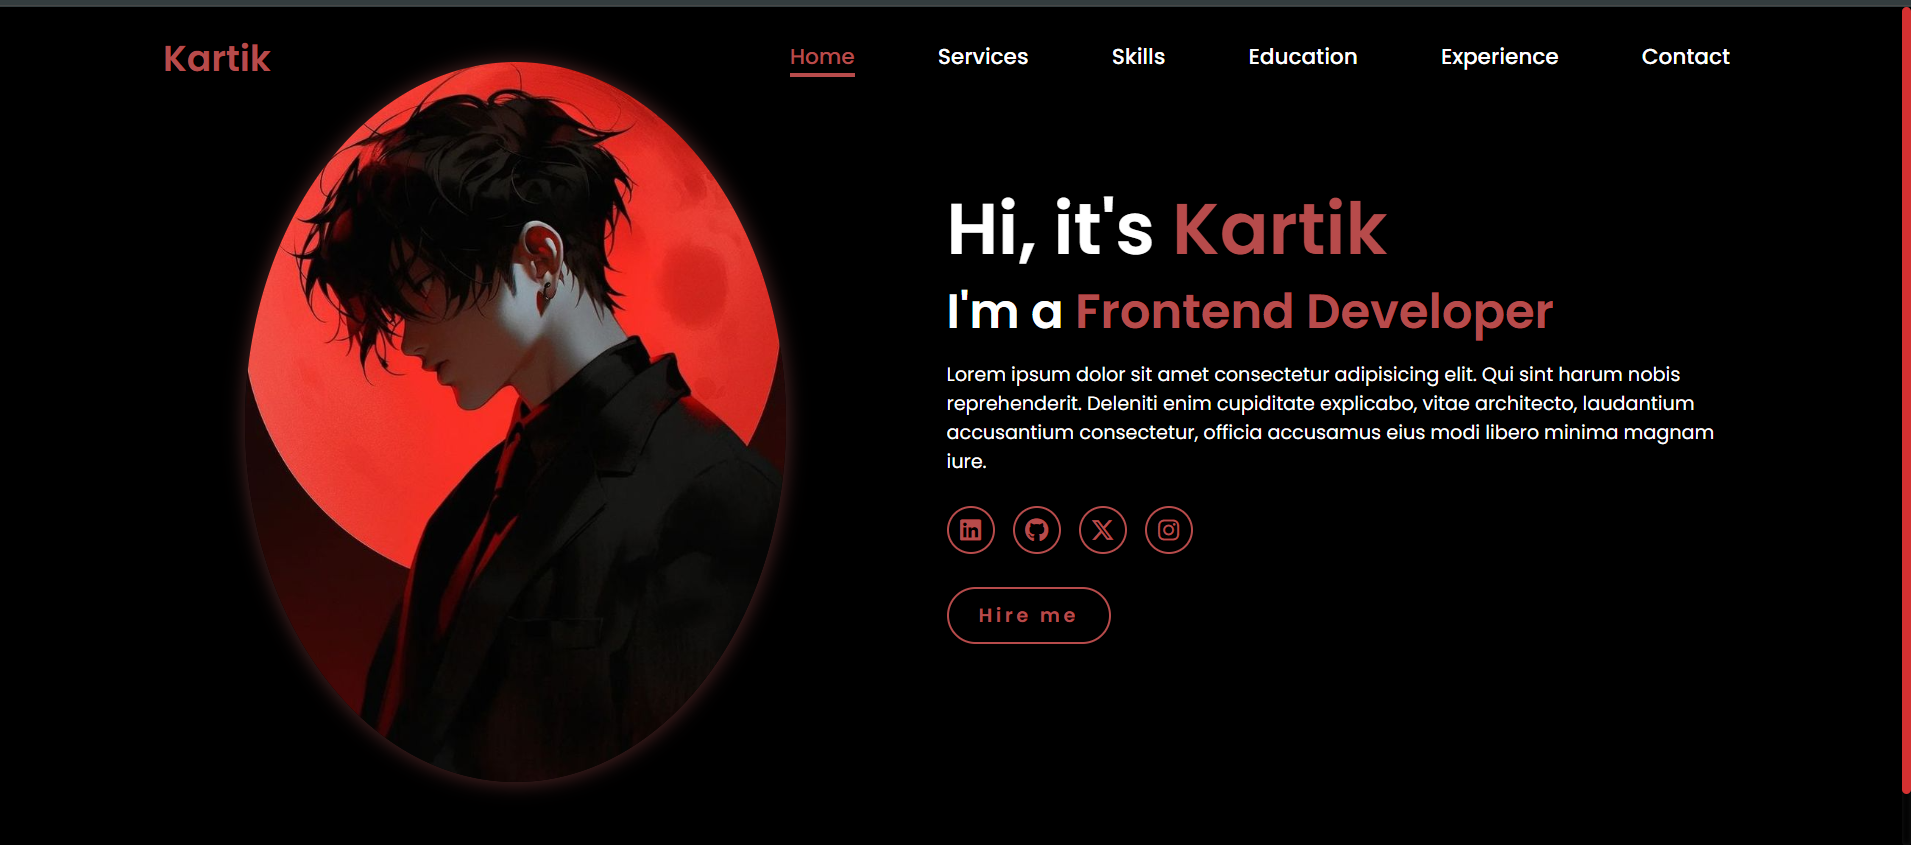 Kartik
Home Services Skills Education Experience Contact
Hi, it's Kartik
I'm a Frontend Developer
Lorem ipsum dolor sit amet consectetur adipisicing elit. Qui sint harum nobis
reprehenderit. Deleniti enim cupiditate explicabo, vitae architecto, laudantium
accusantium consectetur, officia accusamus eius modi libero minima magnam
iure.
Hire me